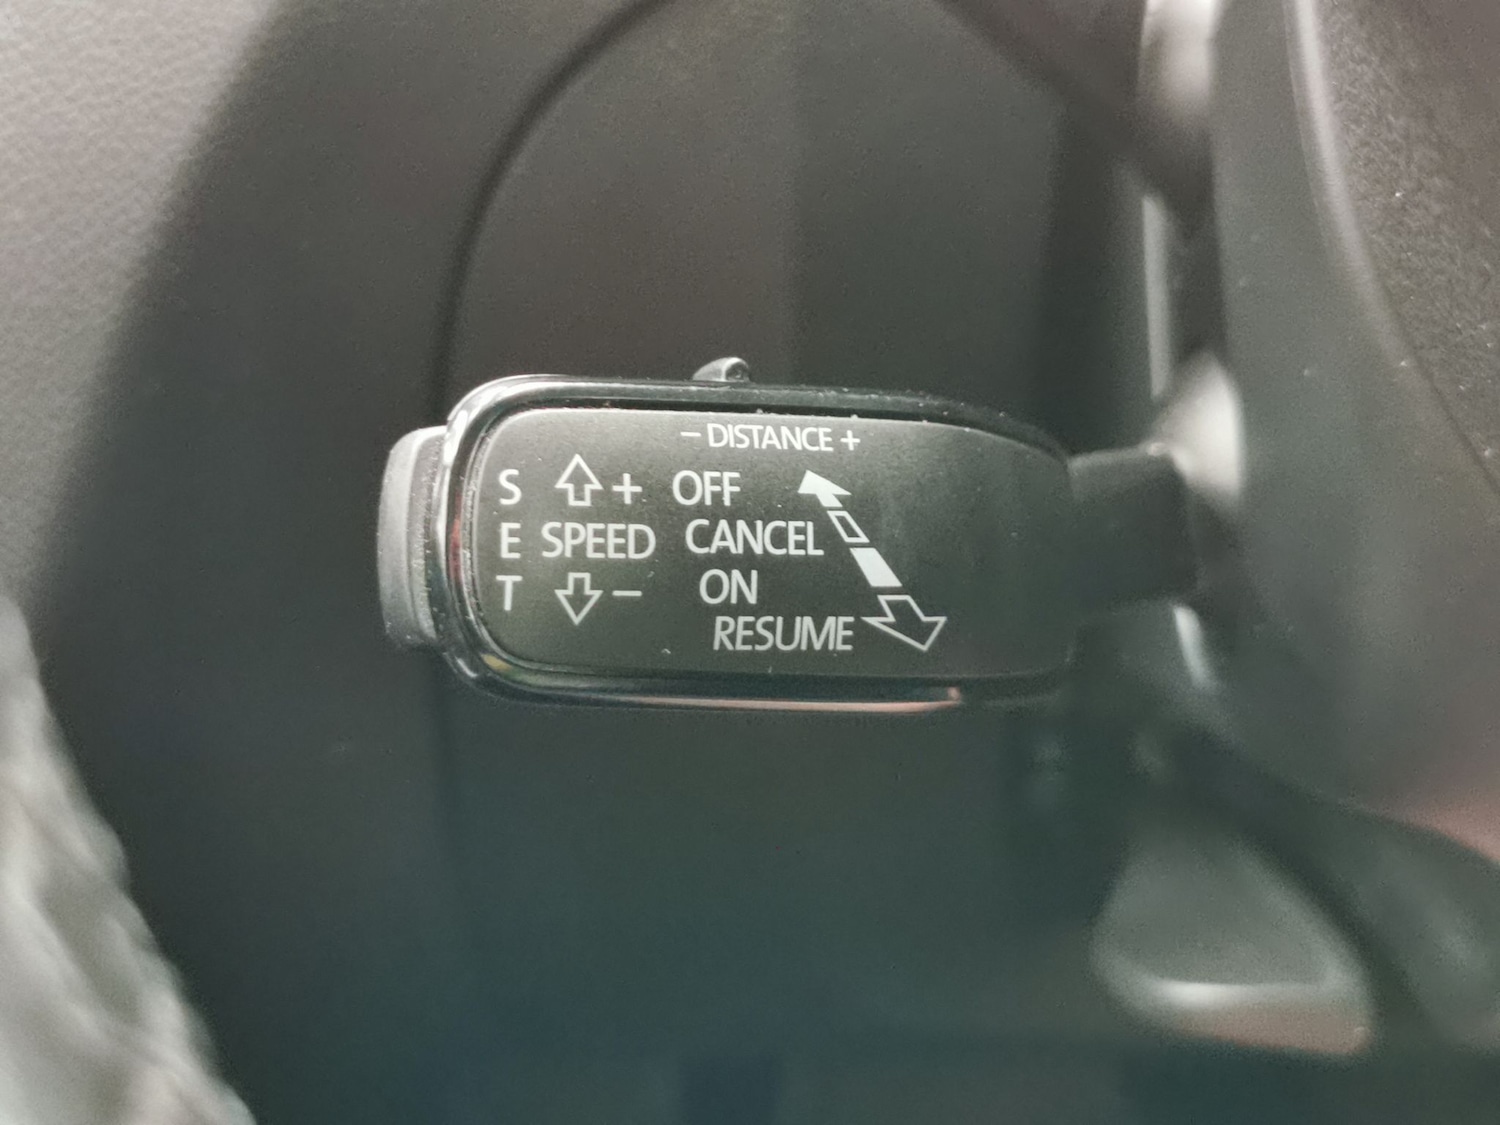 – DISTANCE +
S + OFF
E SPEED CANCEL
T – ON
RESUME